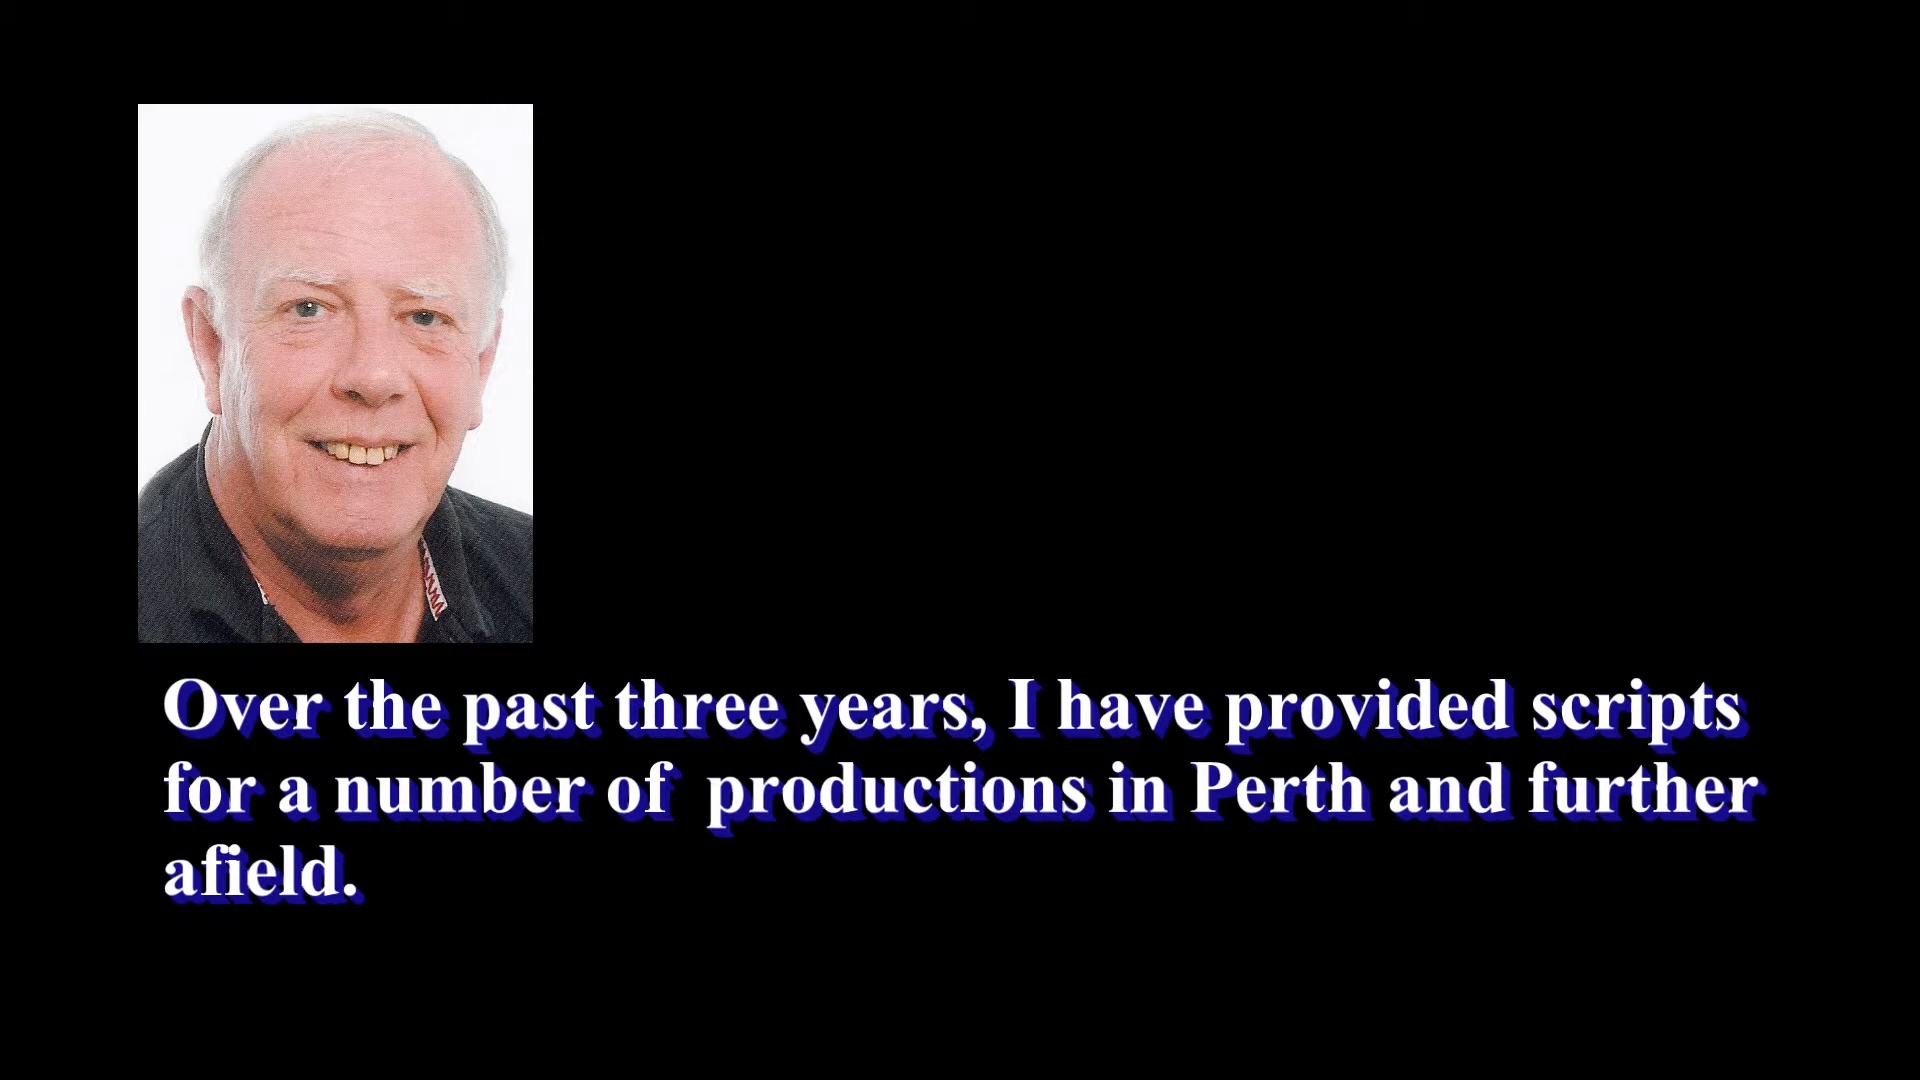 Over the past three years, I have provided scripts
for a number of  productions in Perth and further
afield.